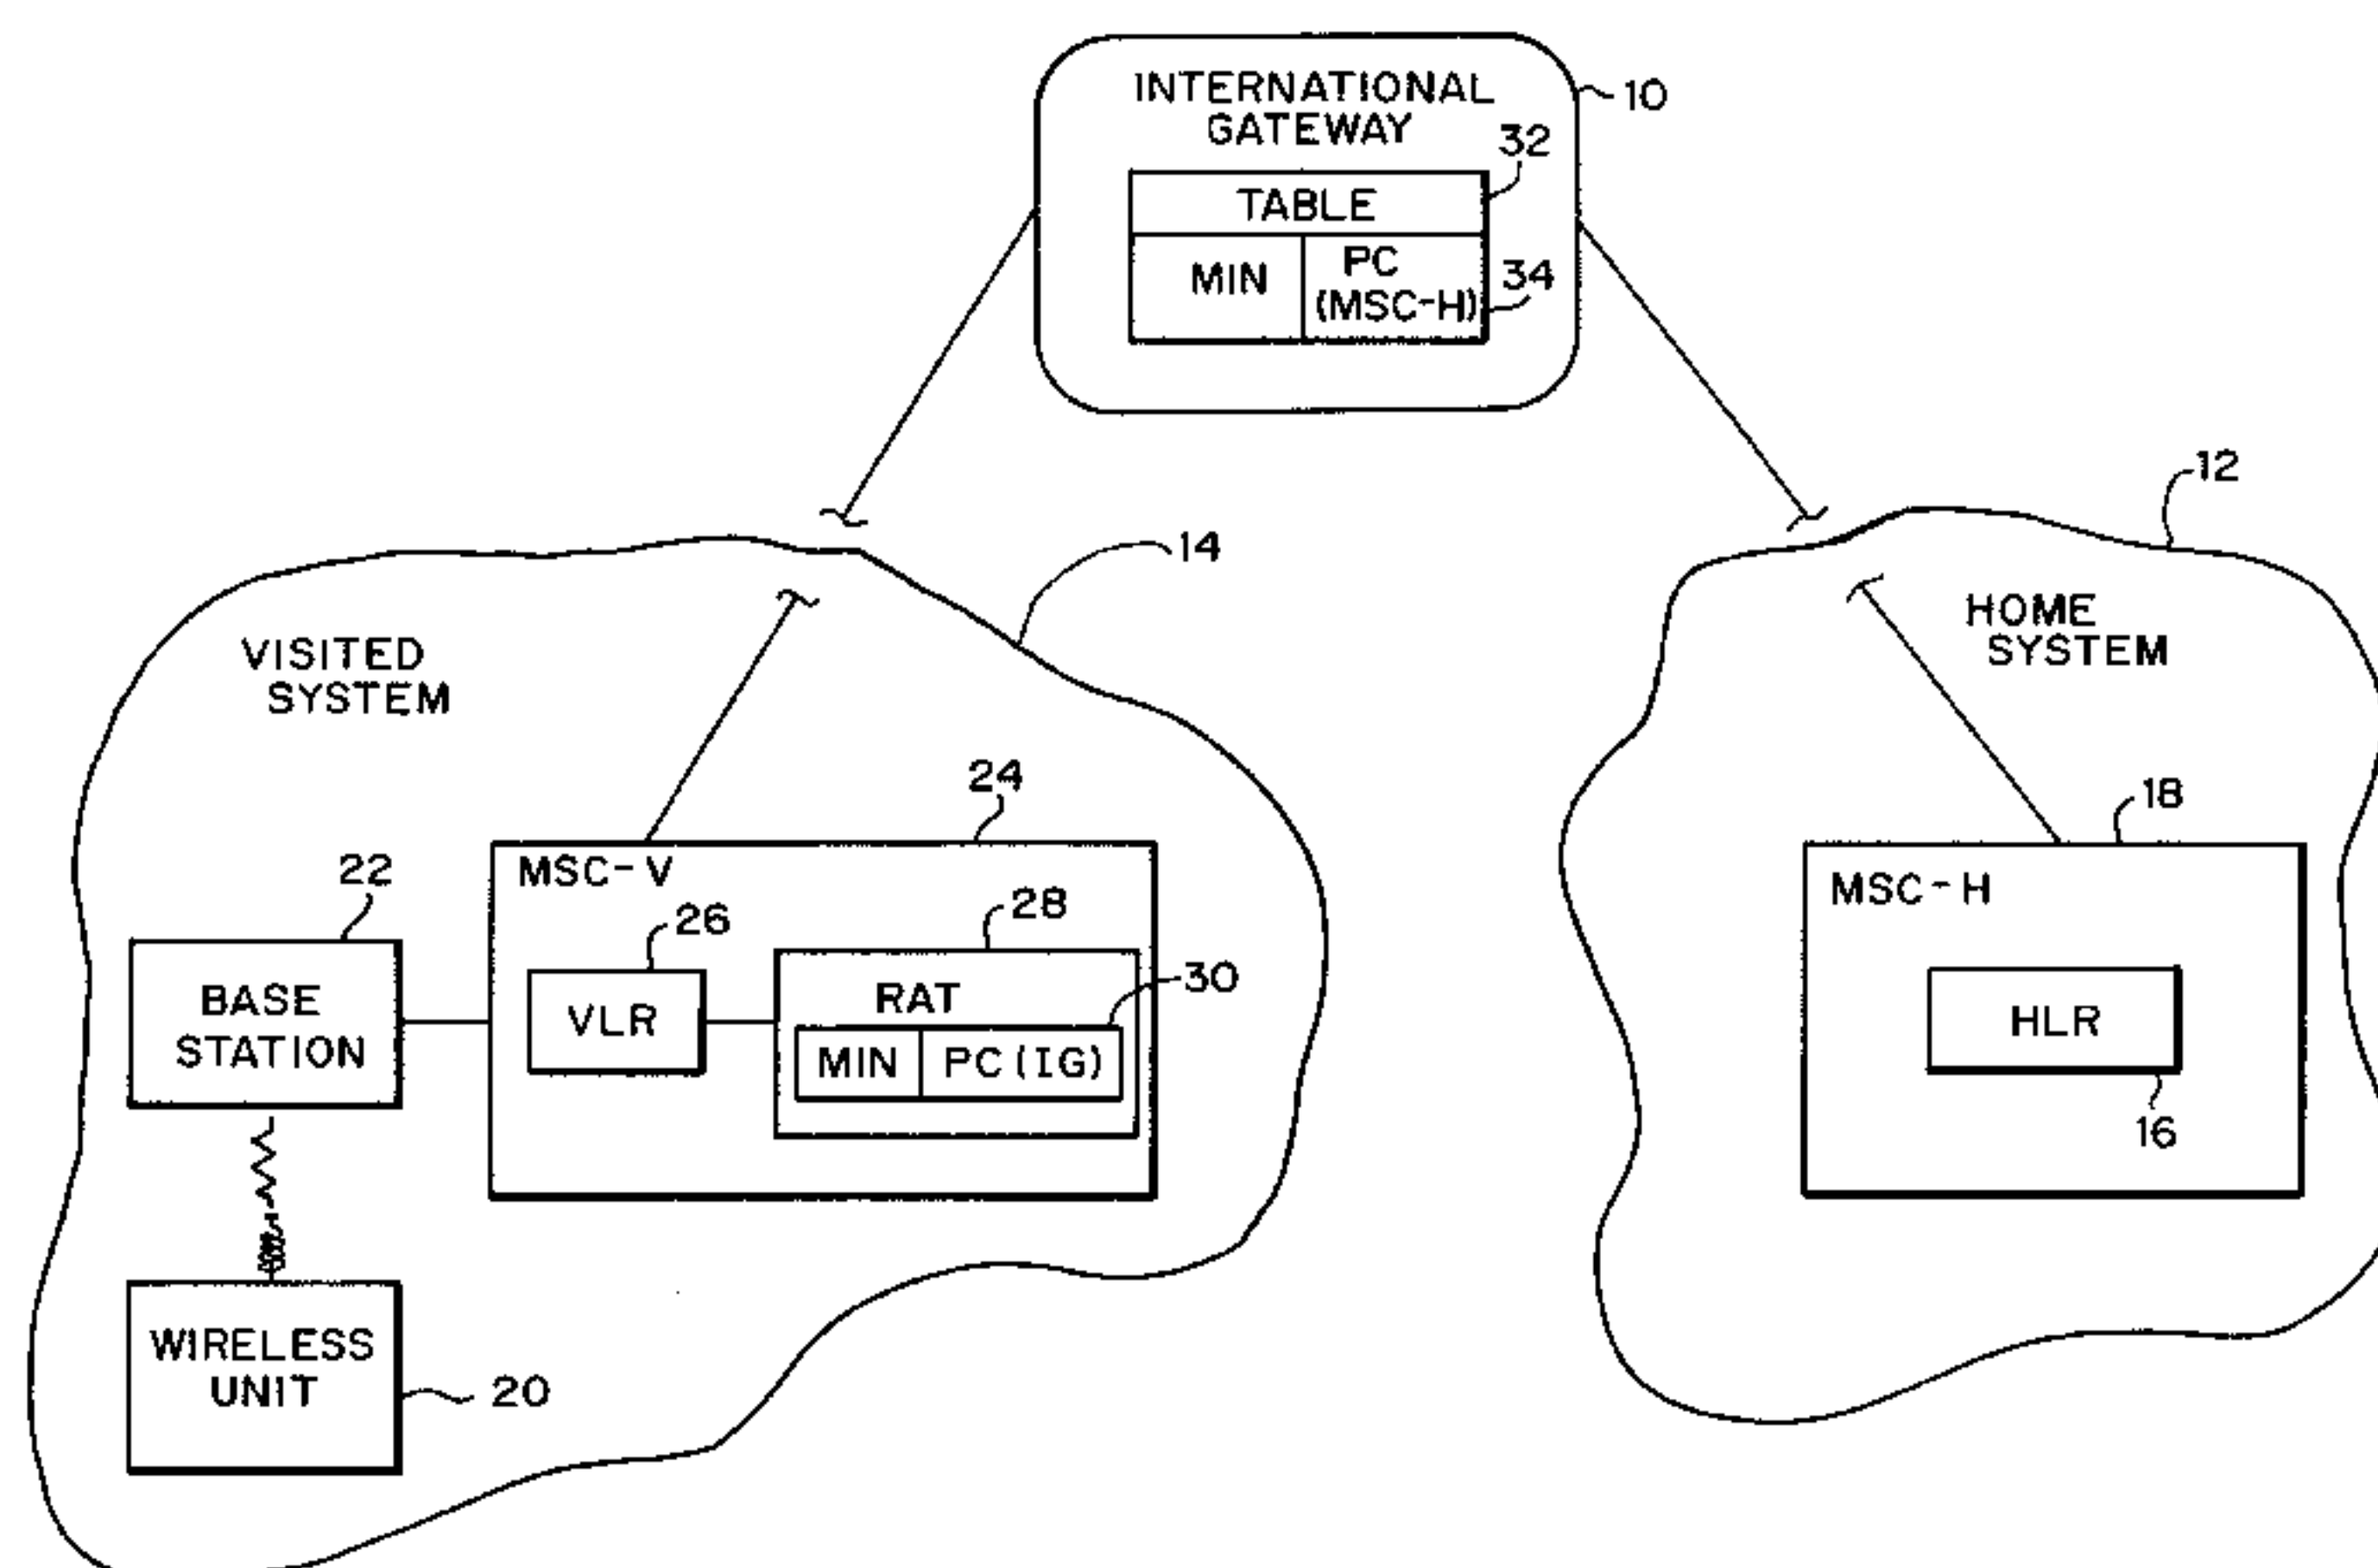 INTERNATIONAL
GATEWAY
10
32
TABLE
MIN
PC
(MSC-H)
34
12
14
VISITED
SYSTEM
HOME
SYSTEM
24
18
MSC-V
MSC-H
22
26
28
30
BASE
STATION
VLR
RAT
MIN
PC (IG)
HLR
16
WIRELESS
UNIT
20